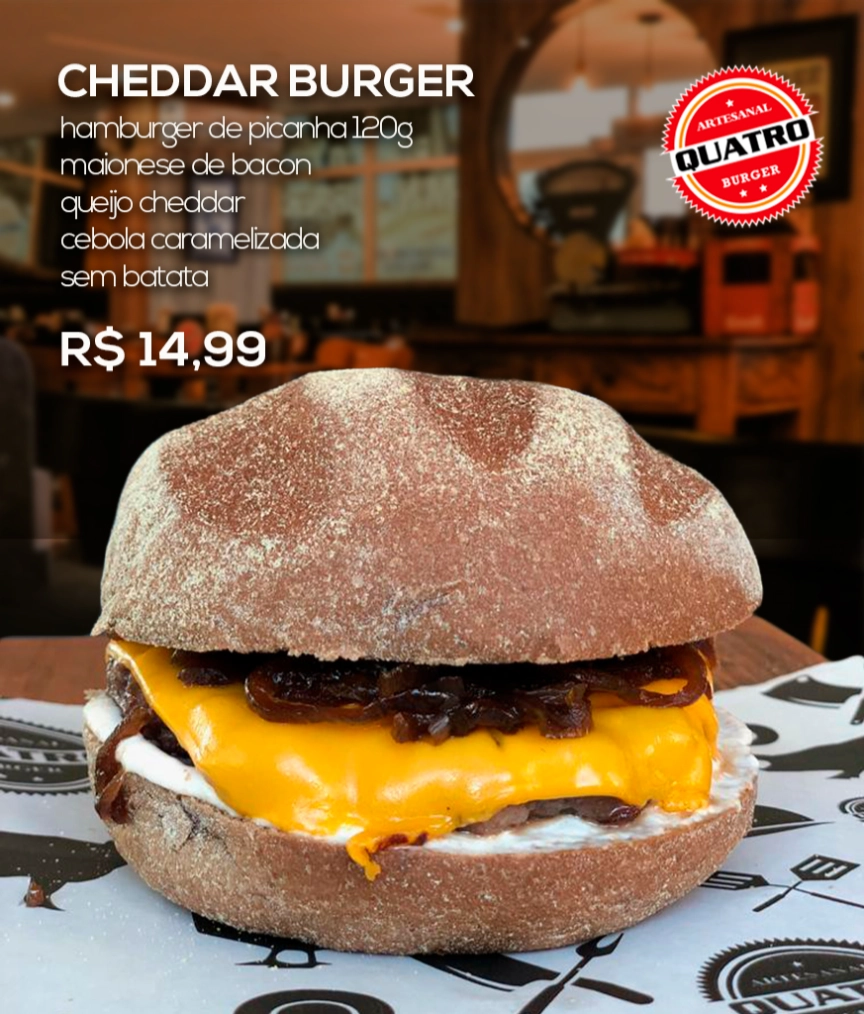 CHEDDAR BURGER
hamburger de picanha 120g
maionese de bacon
queijo cheddar
cebola caramelizada
sem batata
R$ 14,99
ARTESANAL
QUATRO
BURGER
ARTESANAL